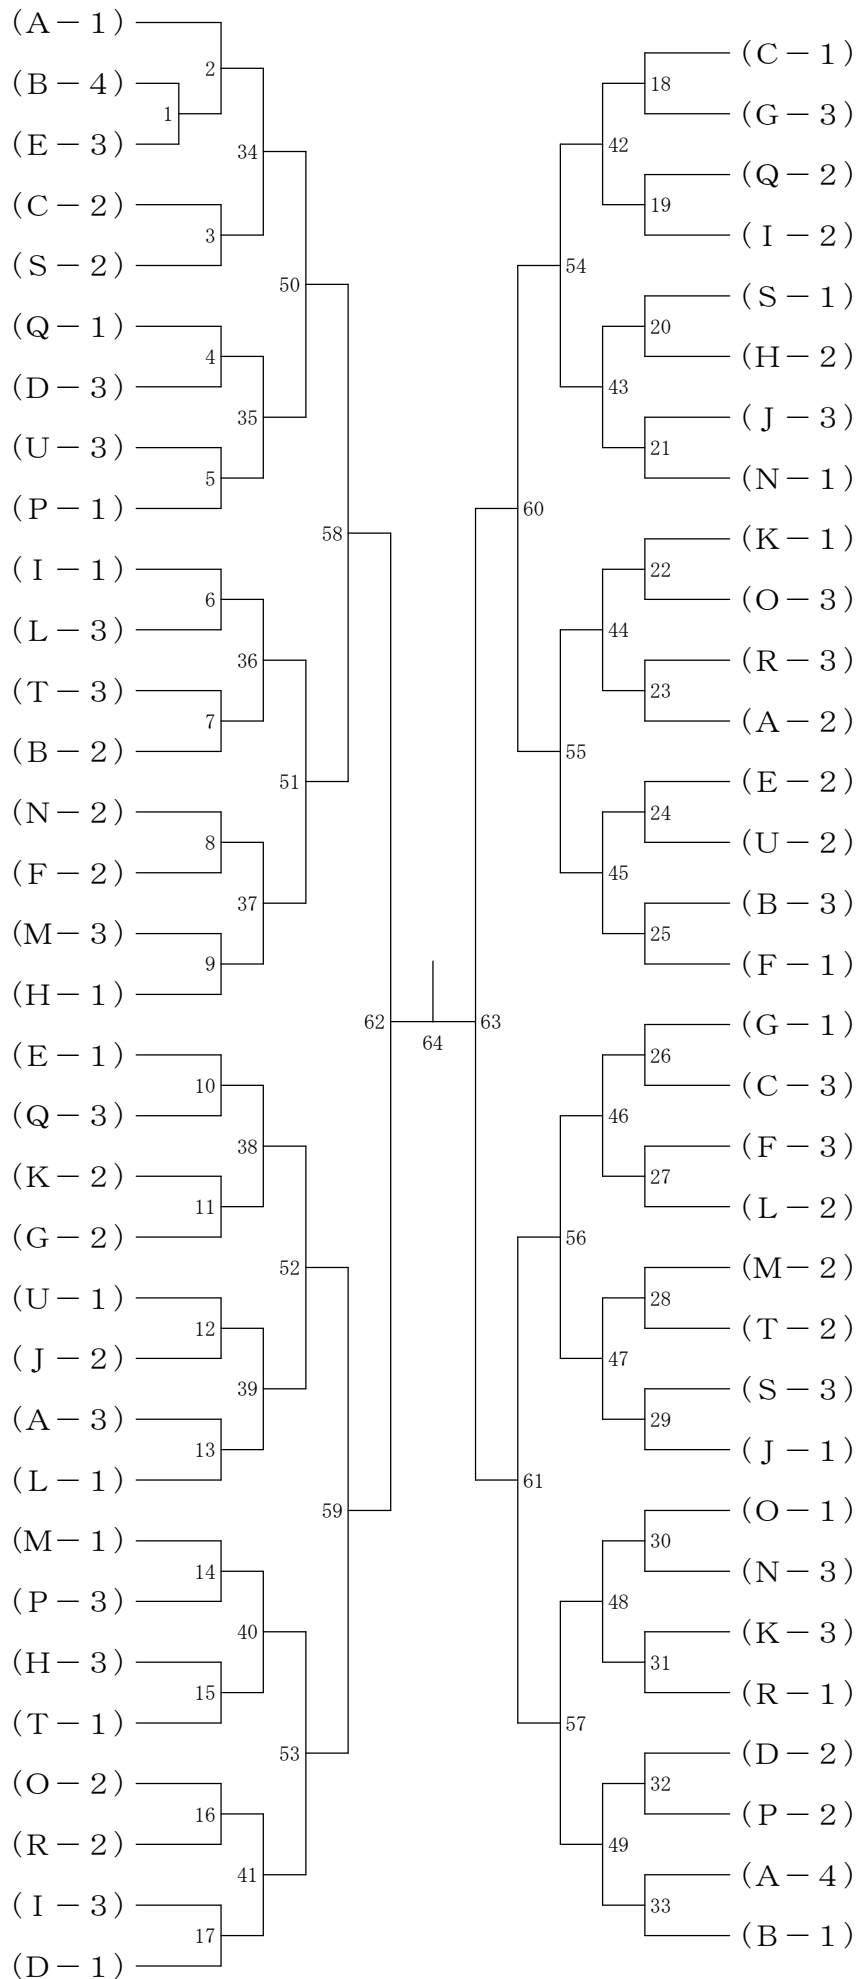 (A-1)
(B-4)
(E-3)
(C-2)
(S-2)
(Q-1)
(D-3)
(U-3)
(P-1)
(I-1)
(L-3)
(T-3)
(B-2)
(N-2)
(F-2)
(M-3)
(H-1)
(E-1)
(Q-3)
(K-2)
(G-2)
(U-1)
(J-2)
(A-3)
(L-1)
(M-1)
(P-3)
(H-3)
(T-1)
(O-2)
(R-2)
(I-3)
(D-1)
1
2
3
4
5
6
7
8
9
10
11
12
13
14
15
16
17
34
35
36
37
38
39
40
41
50
51
52
53
58
59
62
64
63
60
61
54
55
56
57
42
43
44
45
46
47
48
49
18
19
20
21
22
23
24
25
26
27
28
29
30
31
32
33
(C-1)
(G-3)
(Q-2)
(I-2)
(S-1)
(H-2)
(J-3)
(N-1)
(K-1)
(O-3)
(R-3)
(A-2)
(E-2)
(U-2)
(B-3)
(F-1)
(G-1)
(C-3)
(F-3)
(L-2)
(M-2)
(T-2)
(S-3)
(J-1)
(O-1)
(N-3)
(K-3)
(R-1)
(D-2)
(P-2)
(A-4)
(B-1)